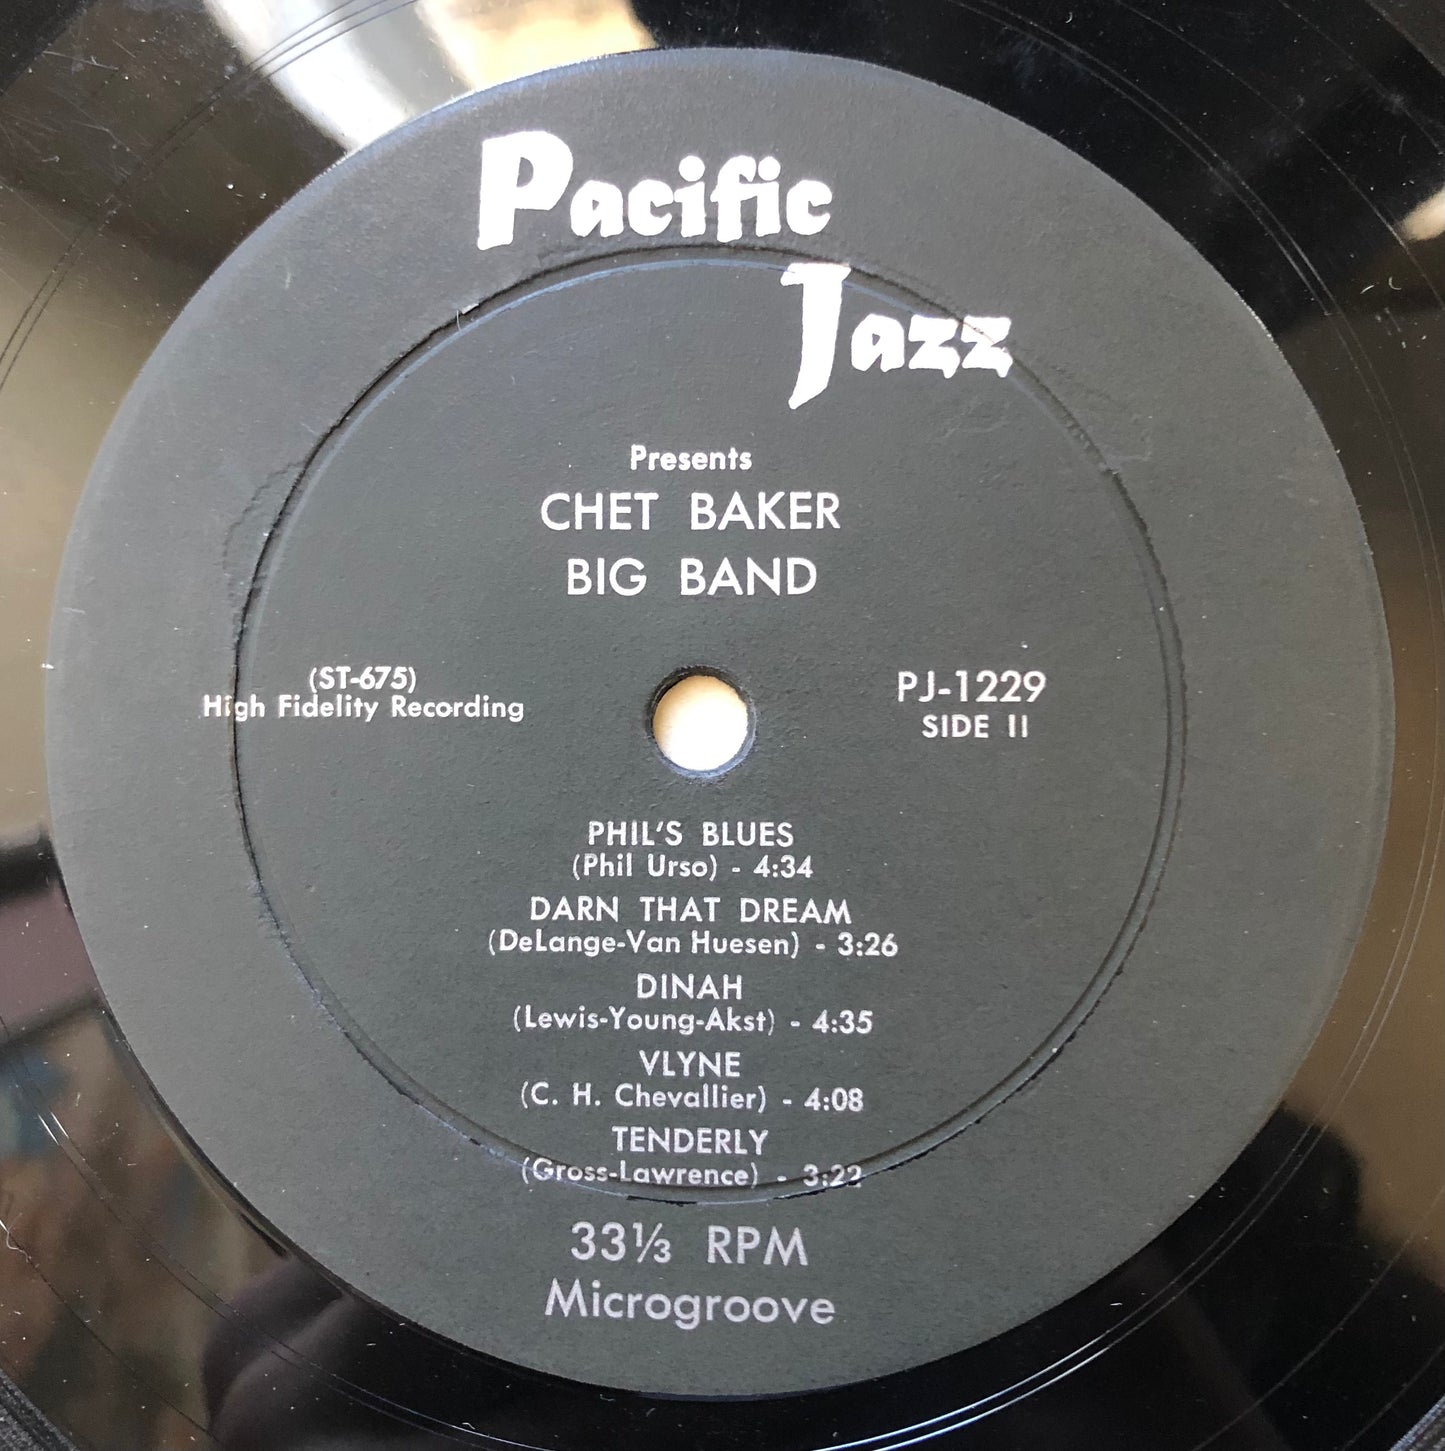 Pacific
Jazz
Presents
CHET BAKER
BIG BAND
(ST-675)
High Fidelity Recording
PJ-1229
SIDE II
PHIL'S BLUES
(Phil Urso) - 4:34
DARN THAT DREAM
(DeLange-Van Huesen) - 3:26
DINAH
(Lewis-Young-Akst) - 4:35
VLYNE
(C. H. Chevallier) - 4:08
TENDERLY
(Gross-Lawrence) - 3:22
33⅓ RPM
Microgroove